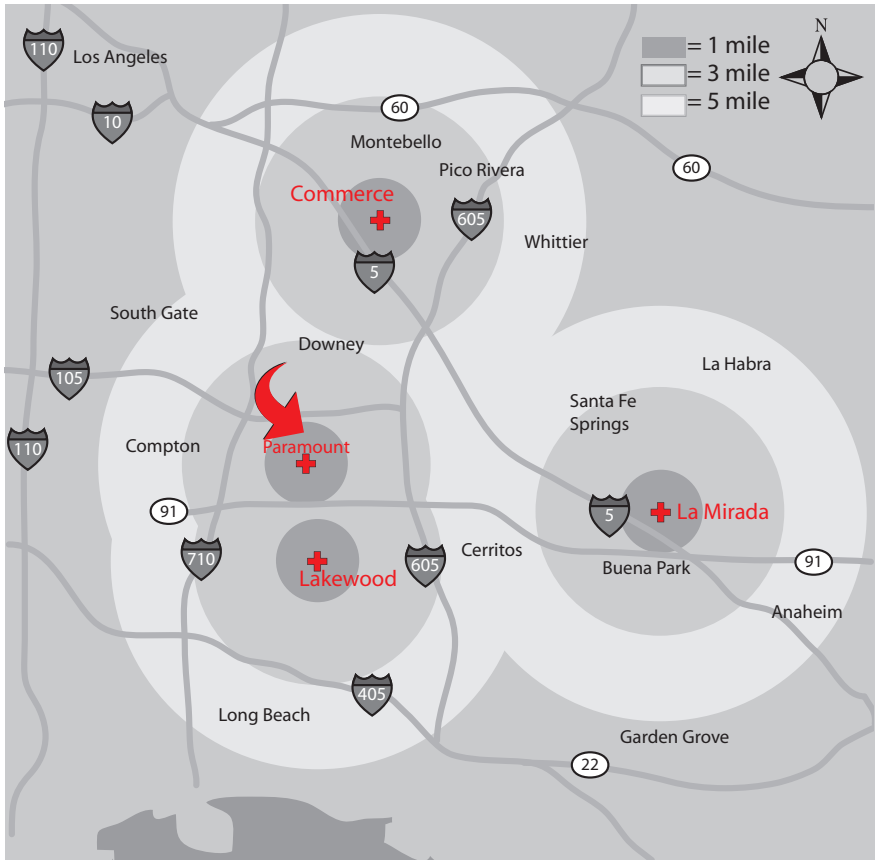 N
110
Los Angeles
= 1 mile
= 3 mile
= 5 mile
10
60
Montebello
60
Pico Rivera
Commerce
605
Whittier
5
South Gate
Downey
La Habra
105
Santa Fe
Springs
110
Compton
Paramount
91
5
La Mirada
710
Lakewood
605
Cerritos
Buena Park
91
Anaheim
405
Long Beach
Garden Grove
22